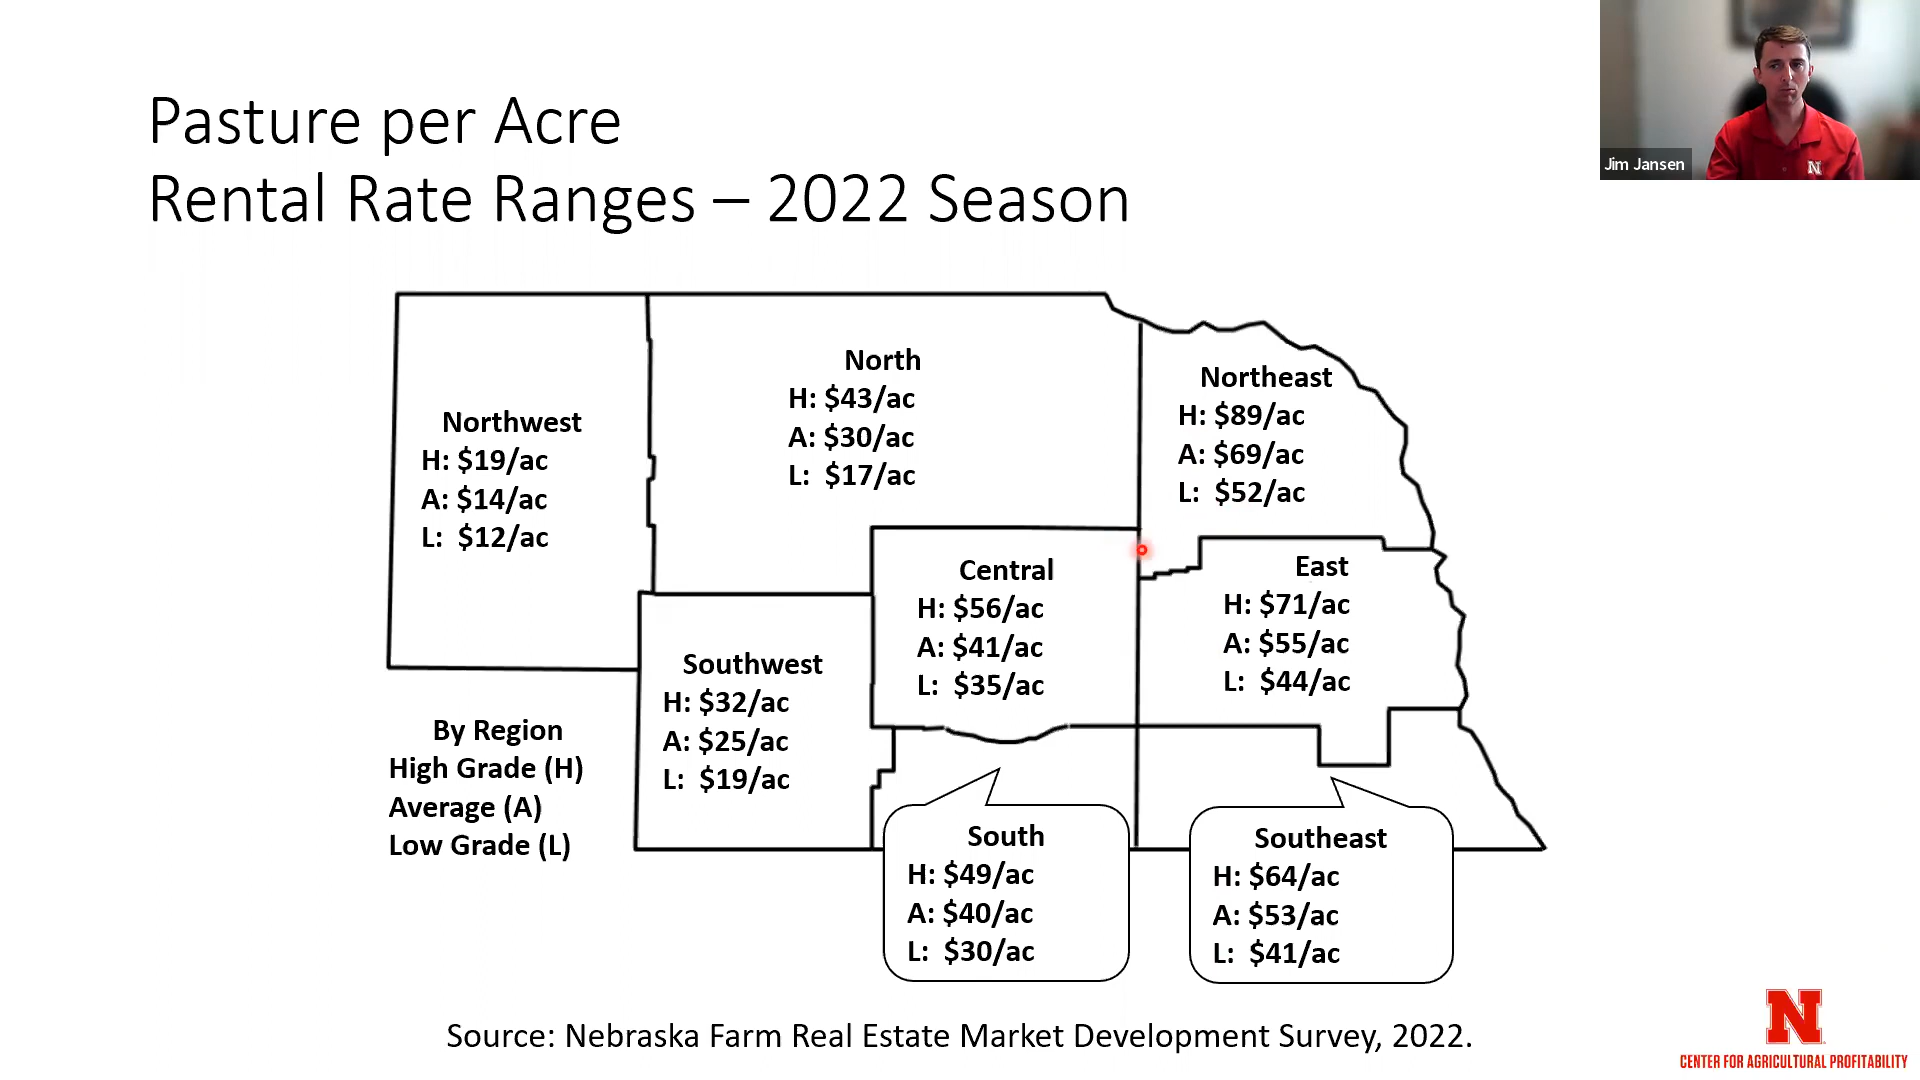 Pasture per Acre
Rental Rate Ranges – 2022 Season
Jim Jansen
N
Northwest
H: $19/ac
A: $14/ac
L: $12/ac
North
H: $43/ac
A: $30/ac
L: $17/ac
Northeast
H: $89/ac
A: $69/ac
L: $52/ac
Central
H: $56/ac
A: $41/ac
L: $35/ac
East
H: $71/ac
A: $55/ac
L: $44/ac
Southwest
H: $32/ac
A: $25/ac
L: $19/ac
By Region
High Grade (H)
Average (A)
Low Grade (L)
South
H: $49/ac
A: $40/ac
L: $30/ac
Southeast
H: $64/ac
A: $53/ac
L: $41/ac
Source: Nebraska Farm Real Estate Market Development Survey, 2022.
N
CENTER FOR AGRICULTURAL PROFITABILITY